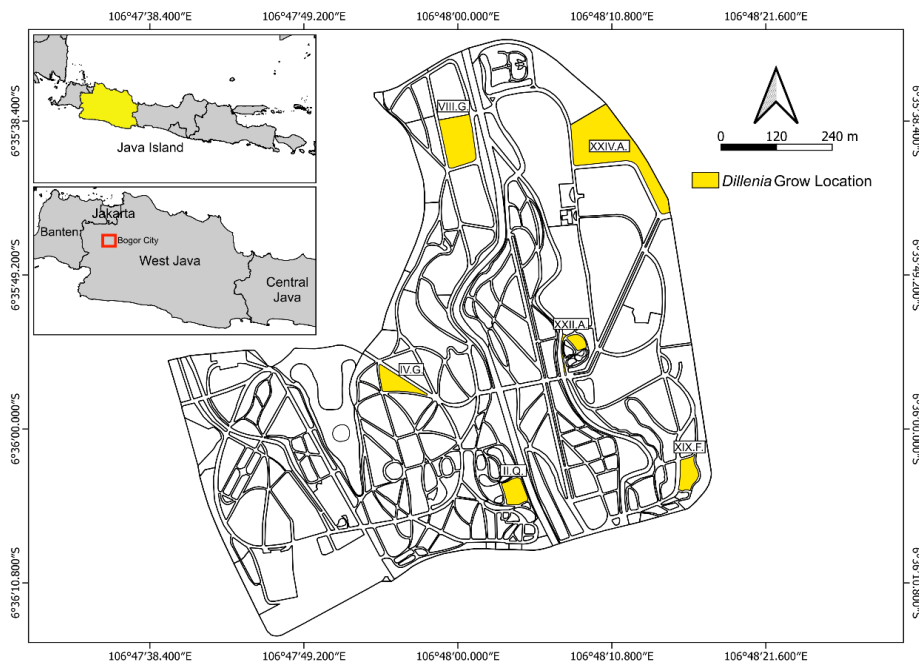 106°47'38.400"E
106°47'49.200"E
106°48'00.000"E
106°48'10.800"E
106°48'21.600"E
6°35'38.400"S
6°35'49.200"S
6°36'00.000"S
6°36'10.800"S
Java Island
Jakarta
Banten
Bogor City
West Java
Central
Java
VIII.G.
XXIV.A.
XXII.A.
IV.G.
XIX.F.
II.Q.
0 120 240 m
Dillenia Grow Location
6°35'38.400"S
6°35'49.200"S
6°36'00.000"S
6°36'10.800"S
106°47'38.400"E
106°47'49.200"E
106°48'00.000"E
106°48'10.800"E
106°48'21.600"E